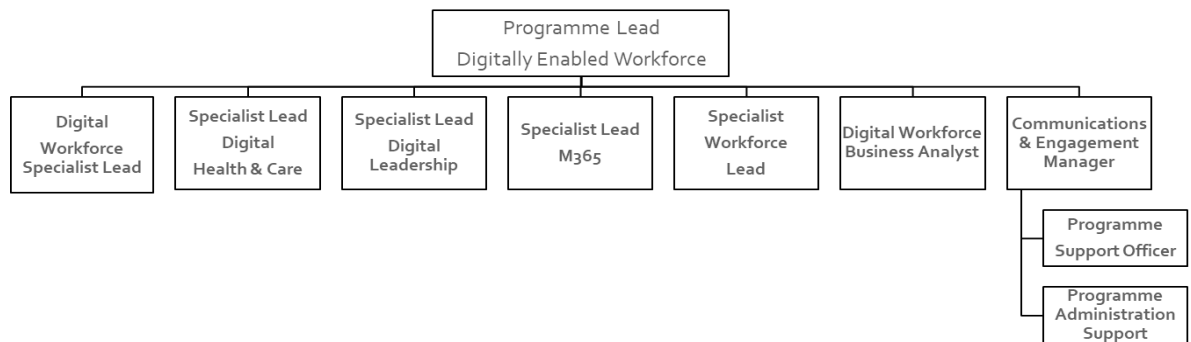 Programme Lead
Digitally Enabled Workforce
Digital
Workforce
Specialist Lead
Specialist Lead
Digital
Health & Care
Specialist Lead
Digital
Leadership
Specialist Lead
M365
Specialist
Workforce
Lead
Digital Workforce
Business Analyst
Communications
& Engagement
Manager
Programme
Support Officer
Programme
Administration
Support